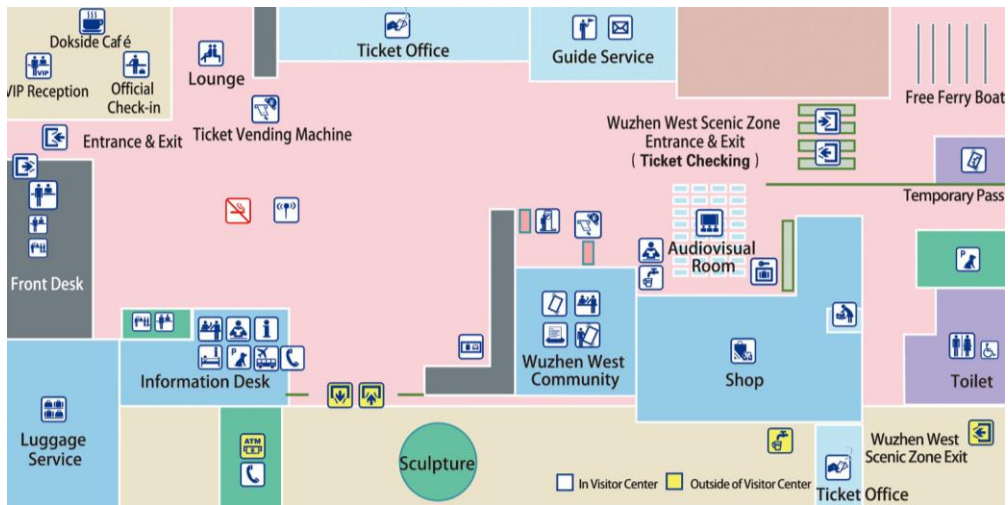 Dokside Café
VIP Reception
Official
Check-in
VIP
Lounge
Ticket Office
Guide Service
Free Ferry Boat
Entrance & Exit
Ticket Vending Machine
Wuzhen West Scenic Zone
Entrance & Exit
( Ticket Checking )
Temporary Pass
Front Desk
Audiovisual
Room
P
Information Desk
P
i
Wuzhen West
Community
Shop
Toilet
Luggage
Service
ATM
Sculpture
In Visitor Center
Outside of Visitor Center
Wuzhen West
Scenic Zone Exit
Ticket Office